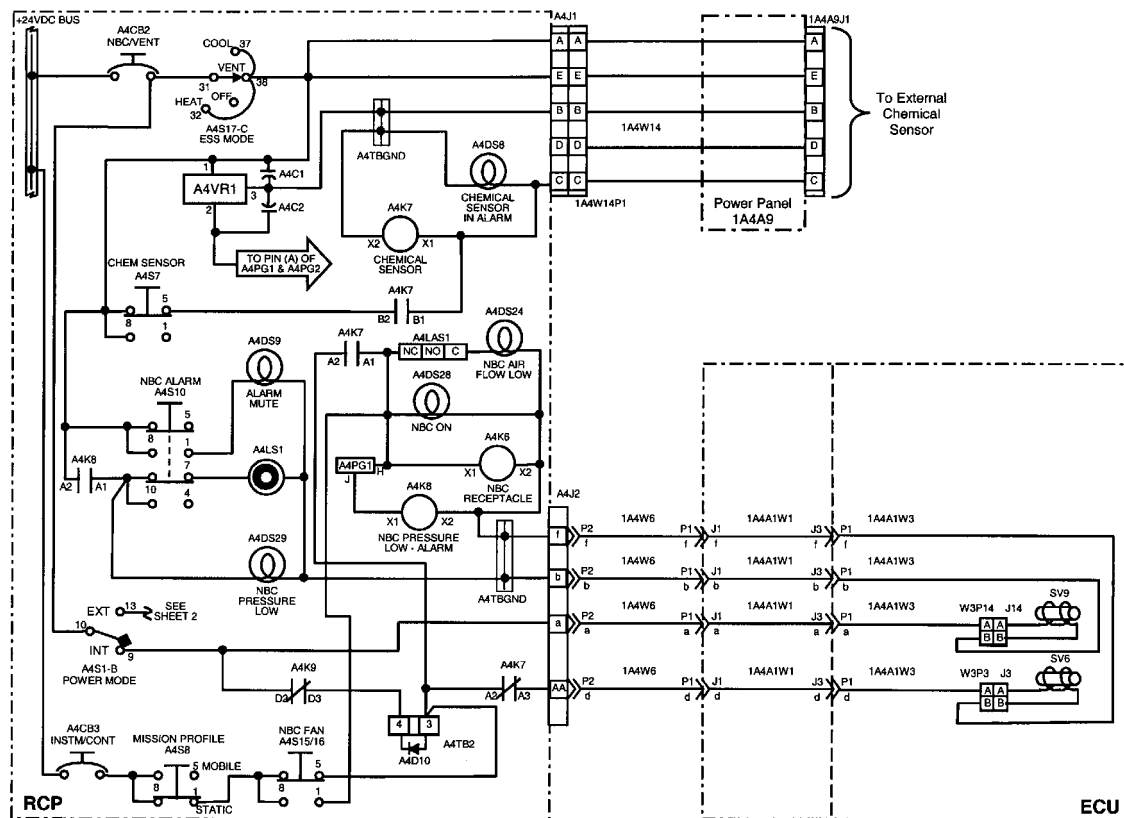 +24VDC BUS
A4CB2
NBC/VENT
COOL 37
VENT
31
38
OFF
HEAT
32
A4S17-C
ESS MODE
A4J1
1A4A9J1
A A A
E E E
B B B
D D D
C C C
1A4W14
1A4W14P1
Power Panel
1A4A9
To External
Chemical
Sensor
A4TBGND
A4DS8
CHEMICAL
SENSOR
IN ALARM
1
A4VR1
3
2
A4C1
A4C2
A4K7
X2 X1
CHEMICAL
SENSOR
TO PIN (A) OF
A4PG1 & A4PG2
CHEM SENSOR
A4S7
5
8 1
A4K7
B2 B1
A4K7
A2 A1
A4LAS1
NC NO C
A4DS24
NBC AIR
FLOW LOW
A4DS9
ALARM
MUTE
A4DS28
NBC ON
NBC ALARM
A4S10
5
8 1
7
10 4
A4K8
A2 A1
A4LS1
A4PG1 H
J
A4K6
X1 X2
NBC
RECEPTACLE
A4K8
X1 X2
NBC PRESSURE
LOW - ALARM
A4DS29
NBC
PRESSURE
LOW
A4TBGND
A4J2
f P2 f 1A4W6 P1 f J1 1A4A1W1 J3 f P1 f 1A4A1W3
b P2 b 1A4W6 P1 b J1 1A4A1W1 J3 b P1 b 1A4A1W3
a P2 a 1A4W6 P1 a J1 1A4A1W1 J3 a P1 a 1A4A1W3
AA P2 d 1A4W6 P1 d J1 1A4A1W1 J3 d P1 d 1A4A1W3
W3P14 J14 SV9
A A
B B
W3P3 J3 SV6
A A
B B
EXT 13 SEE
SHEET 2
10
INT 9
A4S1-B
POWER MODE
A4K9
D2 D3
A4K7
A2 A3
4 3
A4TB2
A4D10
A4CB3
INSTM/CONT
MISSION PROFILE
A4S8
5 MOBILE
8 1
STATIC
NBC FAN
A4S15/16
5
8 1
RCP
ECU